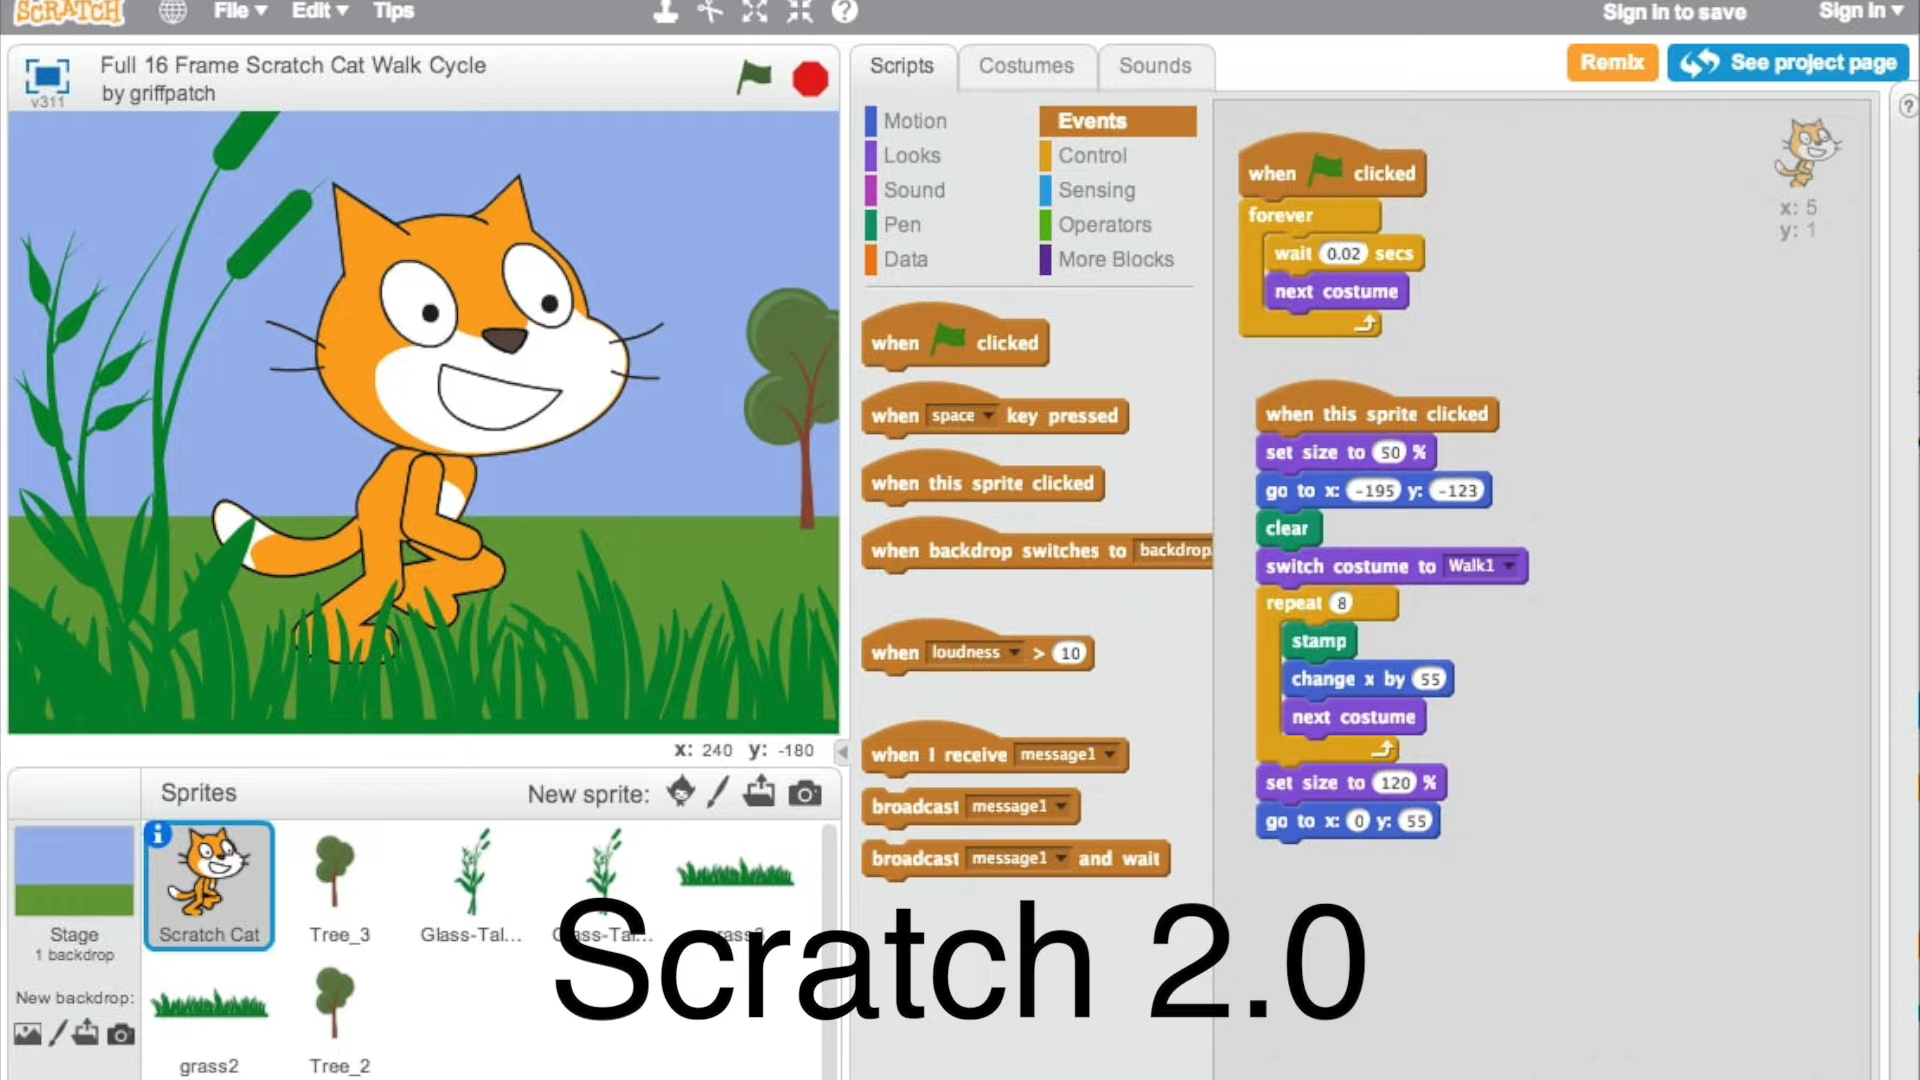 SCRATCH File Edit Tips Sign in to save Sign in
v311
Full 16 Frame Scratch Cat Walk Cycle
by griffpatch
Scripts Costumes Sounds
Remix See project page
Motion Events
Looks Control
Sound Sensing
Pen Operators
Data More Blocks
when clicked
when space key pressed
when this sprite clicked
when backdrop switches to backdrop
when loudness > 10
when I receive message1
broadcast message1
broadcast message1 and wait
when clicked
forever
wait 0.02 secs
next costume
when this sprite clicked
set size to 50 %
go to x: -195 y: -123
clear
switch costume to Walk1
repeat 8
stamp
change x by 55
next costume
set size to 120 %
go to x: 0 y: 55
x: 5
y: 1
?
x: 240 y: -180
Sprites New sprite:
Stage
1 backdrop
New backdrop:
Scratch Cat
Tree_3
Glass-Tal...
grass2
Tree_2
Scratch 2.0